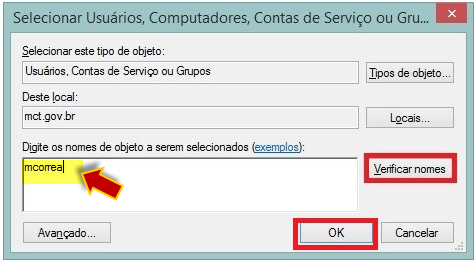 Selecionar Usuários, Computadores, Contas de Serviço ou Gru...
Selecionar este tipo de objeto:
Usuários, Contas de Serviço ou Grupos
Tipos de objeto...
Deste local:
mct.gov.br
Locais...
Digite os nomes de objeto a serem selecionados (exemplos):
mcorrea
Verificar nomes
Avançado...
OK
Cancelar